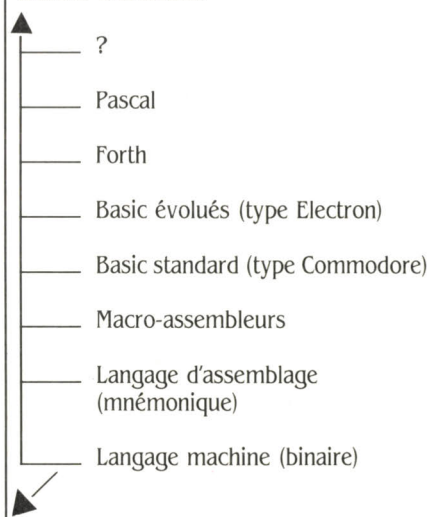 ?
Pascal
Forth
Basic évolués (type Electron)
Basic standard (type Commodore)
Macro-assembleurs
Langage d'assemblage
(mnémonique)
Langage machine (binaire)